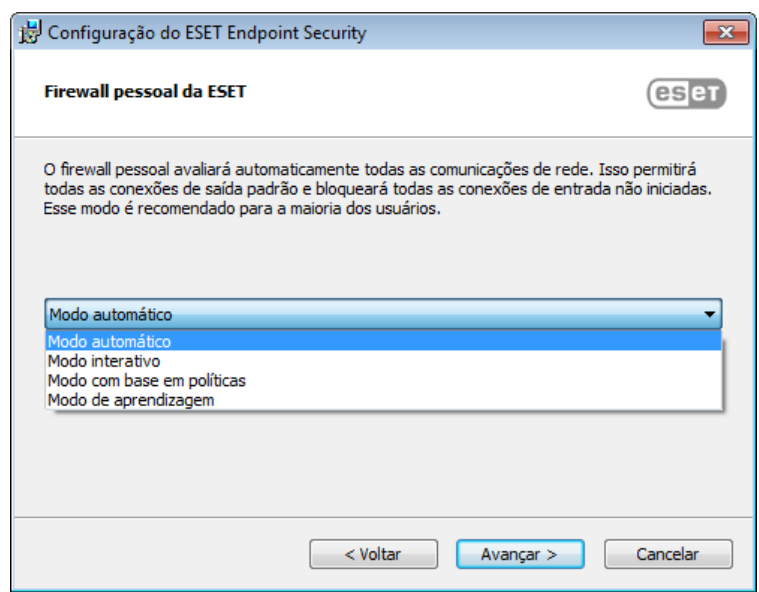 Configuração do ESET Endpoint Security
Firewall pessoal da ESET
eseT
O firewall pessoal avaliará automaticamente todas as comunicações de rede. Isso permitirá
todas as conexões de saída padrão e bloqueará todas as conexões de entrada não iniciadas.
Esse modo é recomendado para a maioria dos usuários.
Modo automático
Modo automático
Modo interativo
Modo com base em políticas
Modo de aprendizagem
< Voltar
Avançar >
Cancelar